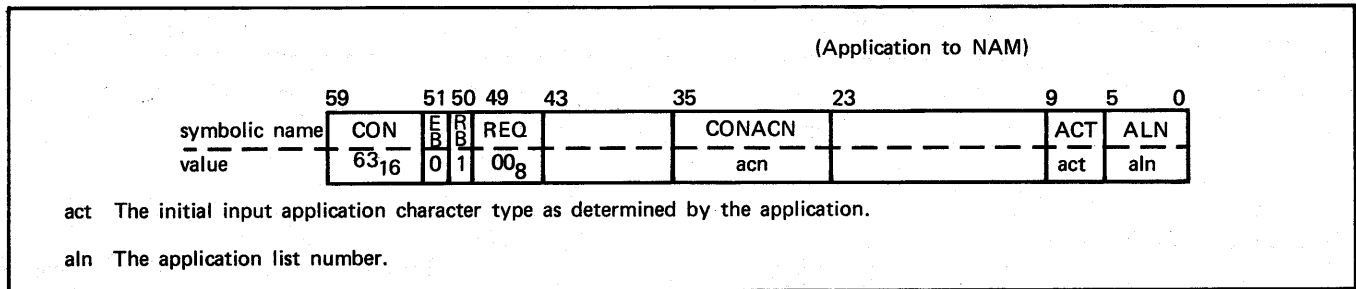 (Application to NAM)
59 51 50 49 43 35 23 9 5 0
symbolic name CON EB RB REQ CONACN ACT ALN
value 63₁₆ 0 1 00₈ acn act aln
act The initial input application character type as determined by the application.
aln The application list number.